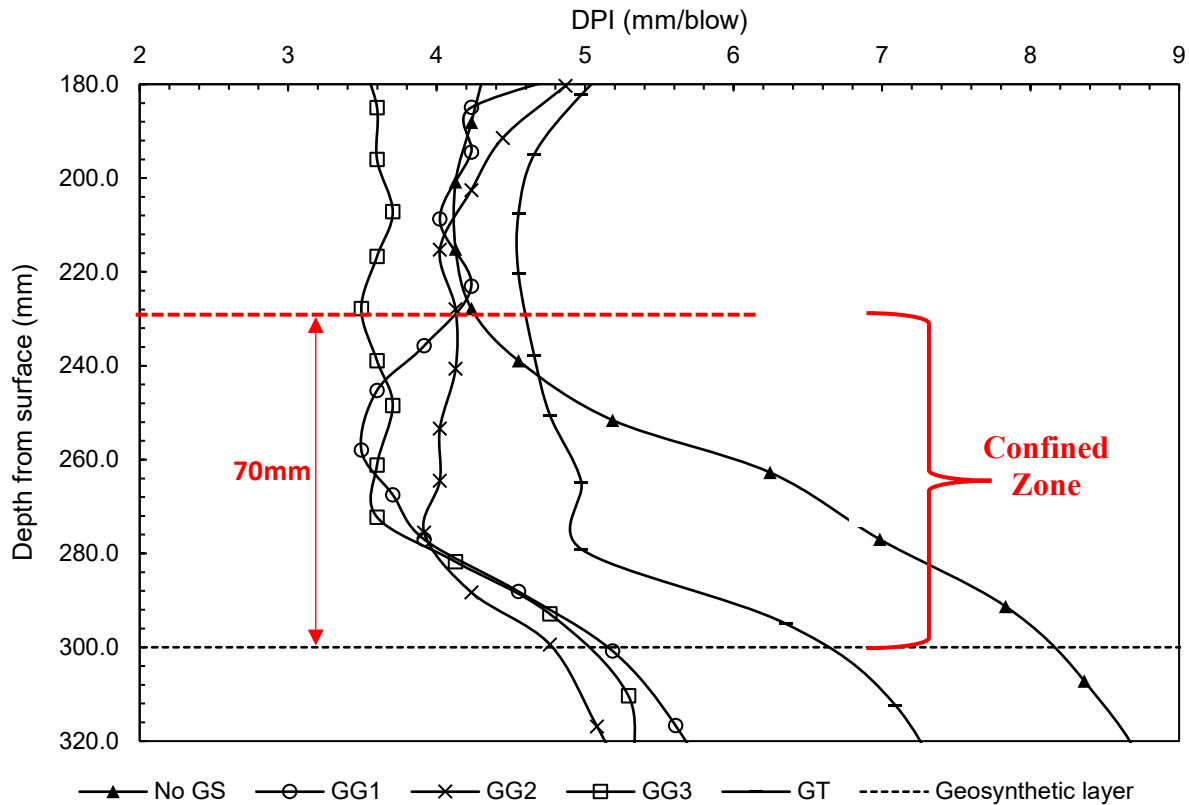 DPI (mm/blow)
2 3 4 5 6 7 8 9
Depth from surface (mm)
180.0
200.0
220.0
240.0
260.0
280.0
300.0
320.0
70mm
Confined
Zone
No GS GG1 GG2 GG3 GT Geosynthetic layer